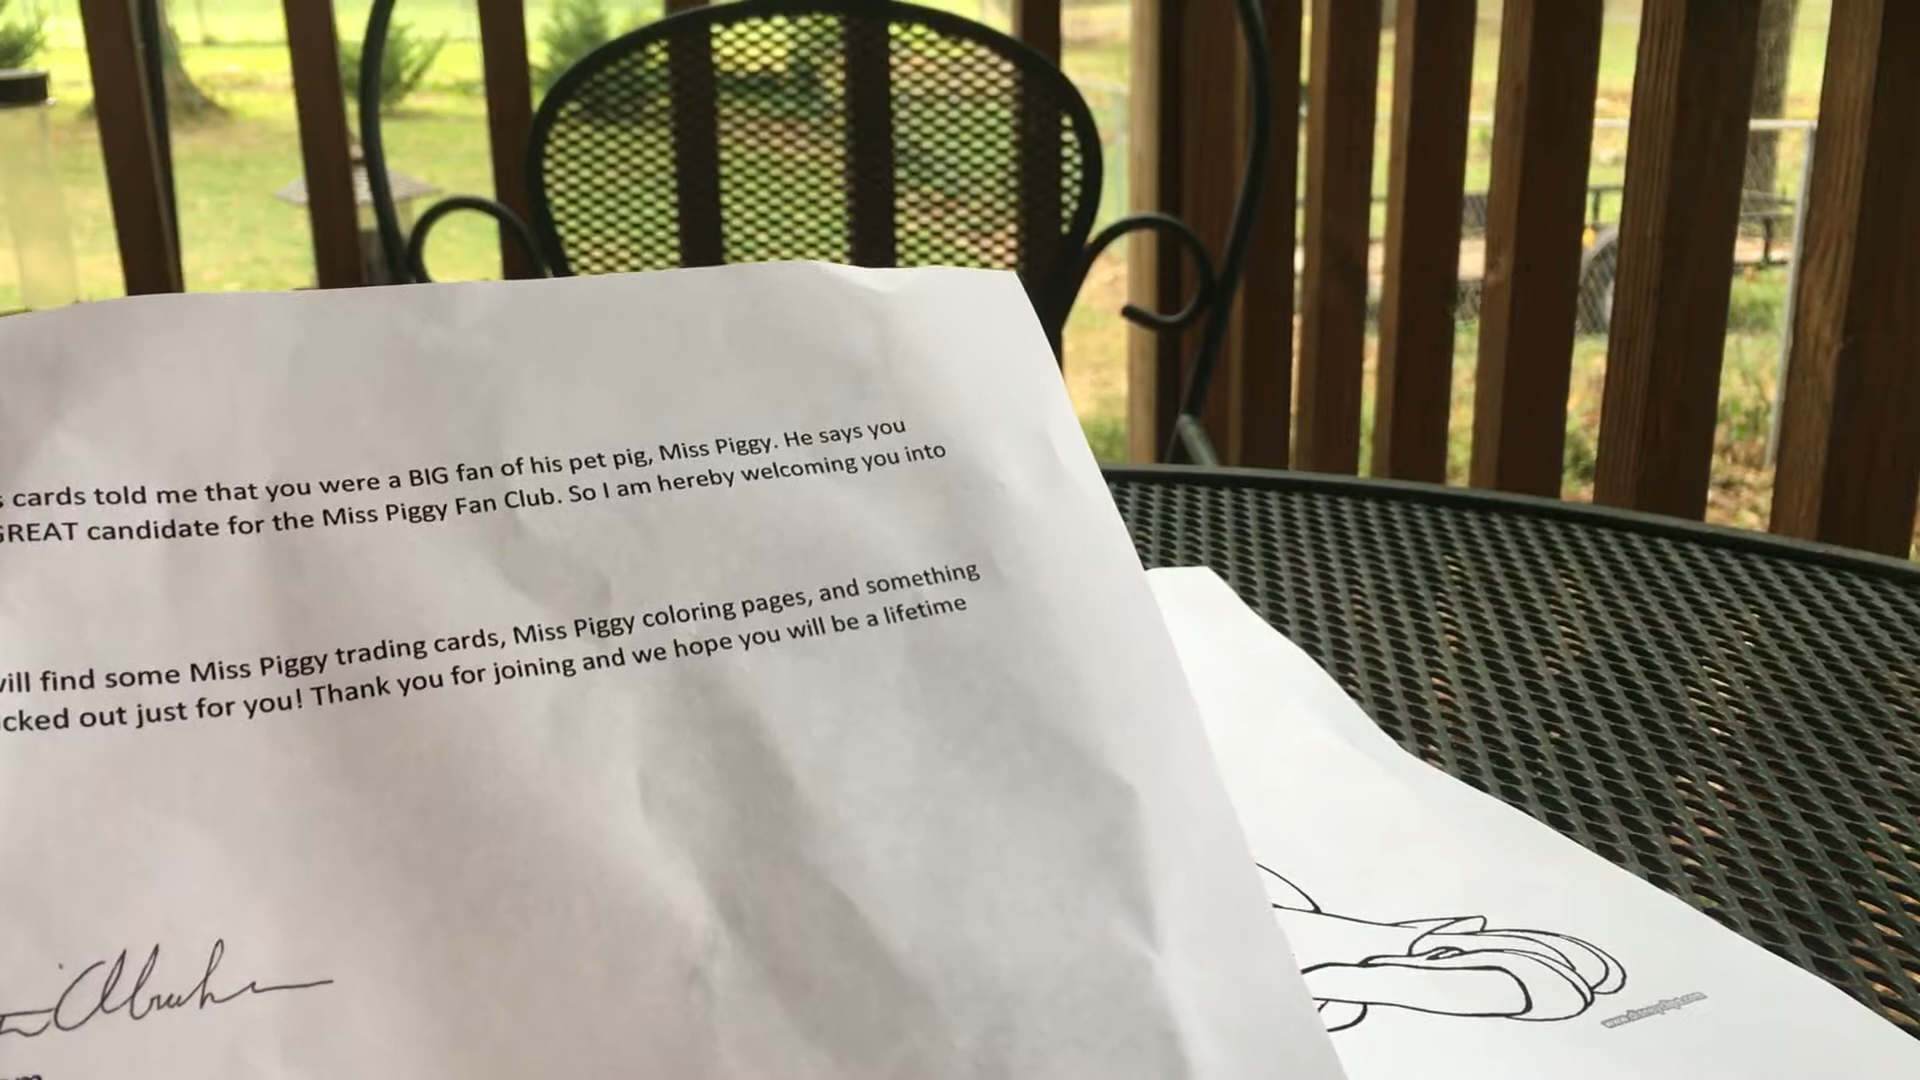 cards told me that you were a BIG fan of his pet pig, Miss Piggy. He says you
GREAT candidate for the Miss Piggy Fan Club. So I am hereby welcoming you into
will find some Miss Piggy trading cards, Miss Piggy coloring pages, and something
cked out just for you! Thank you for joining and we hope you will be a lifetime